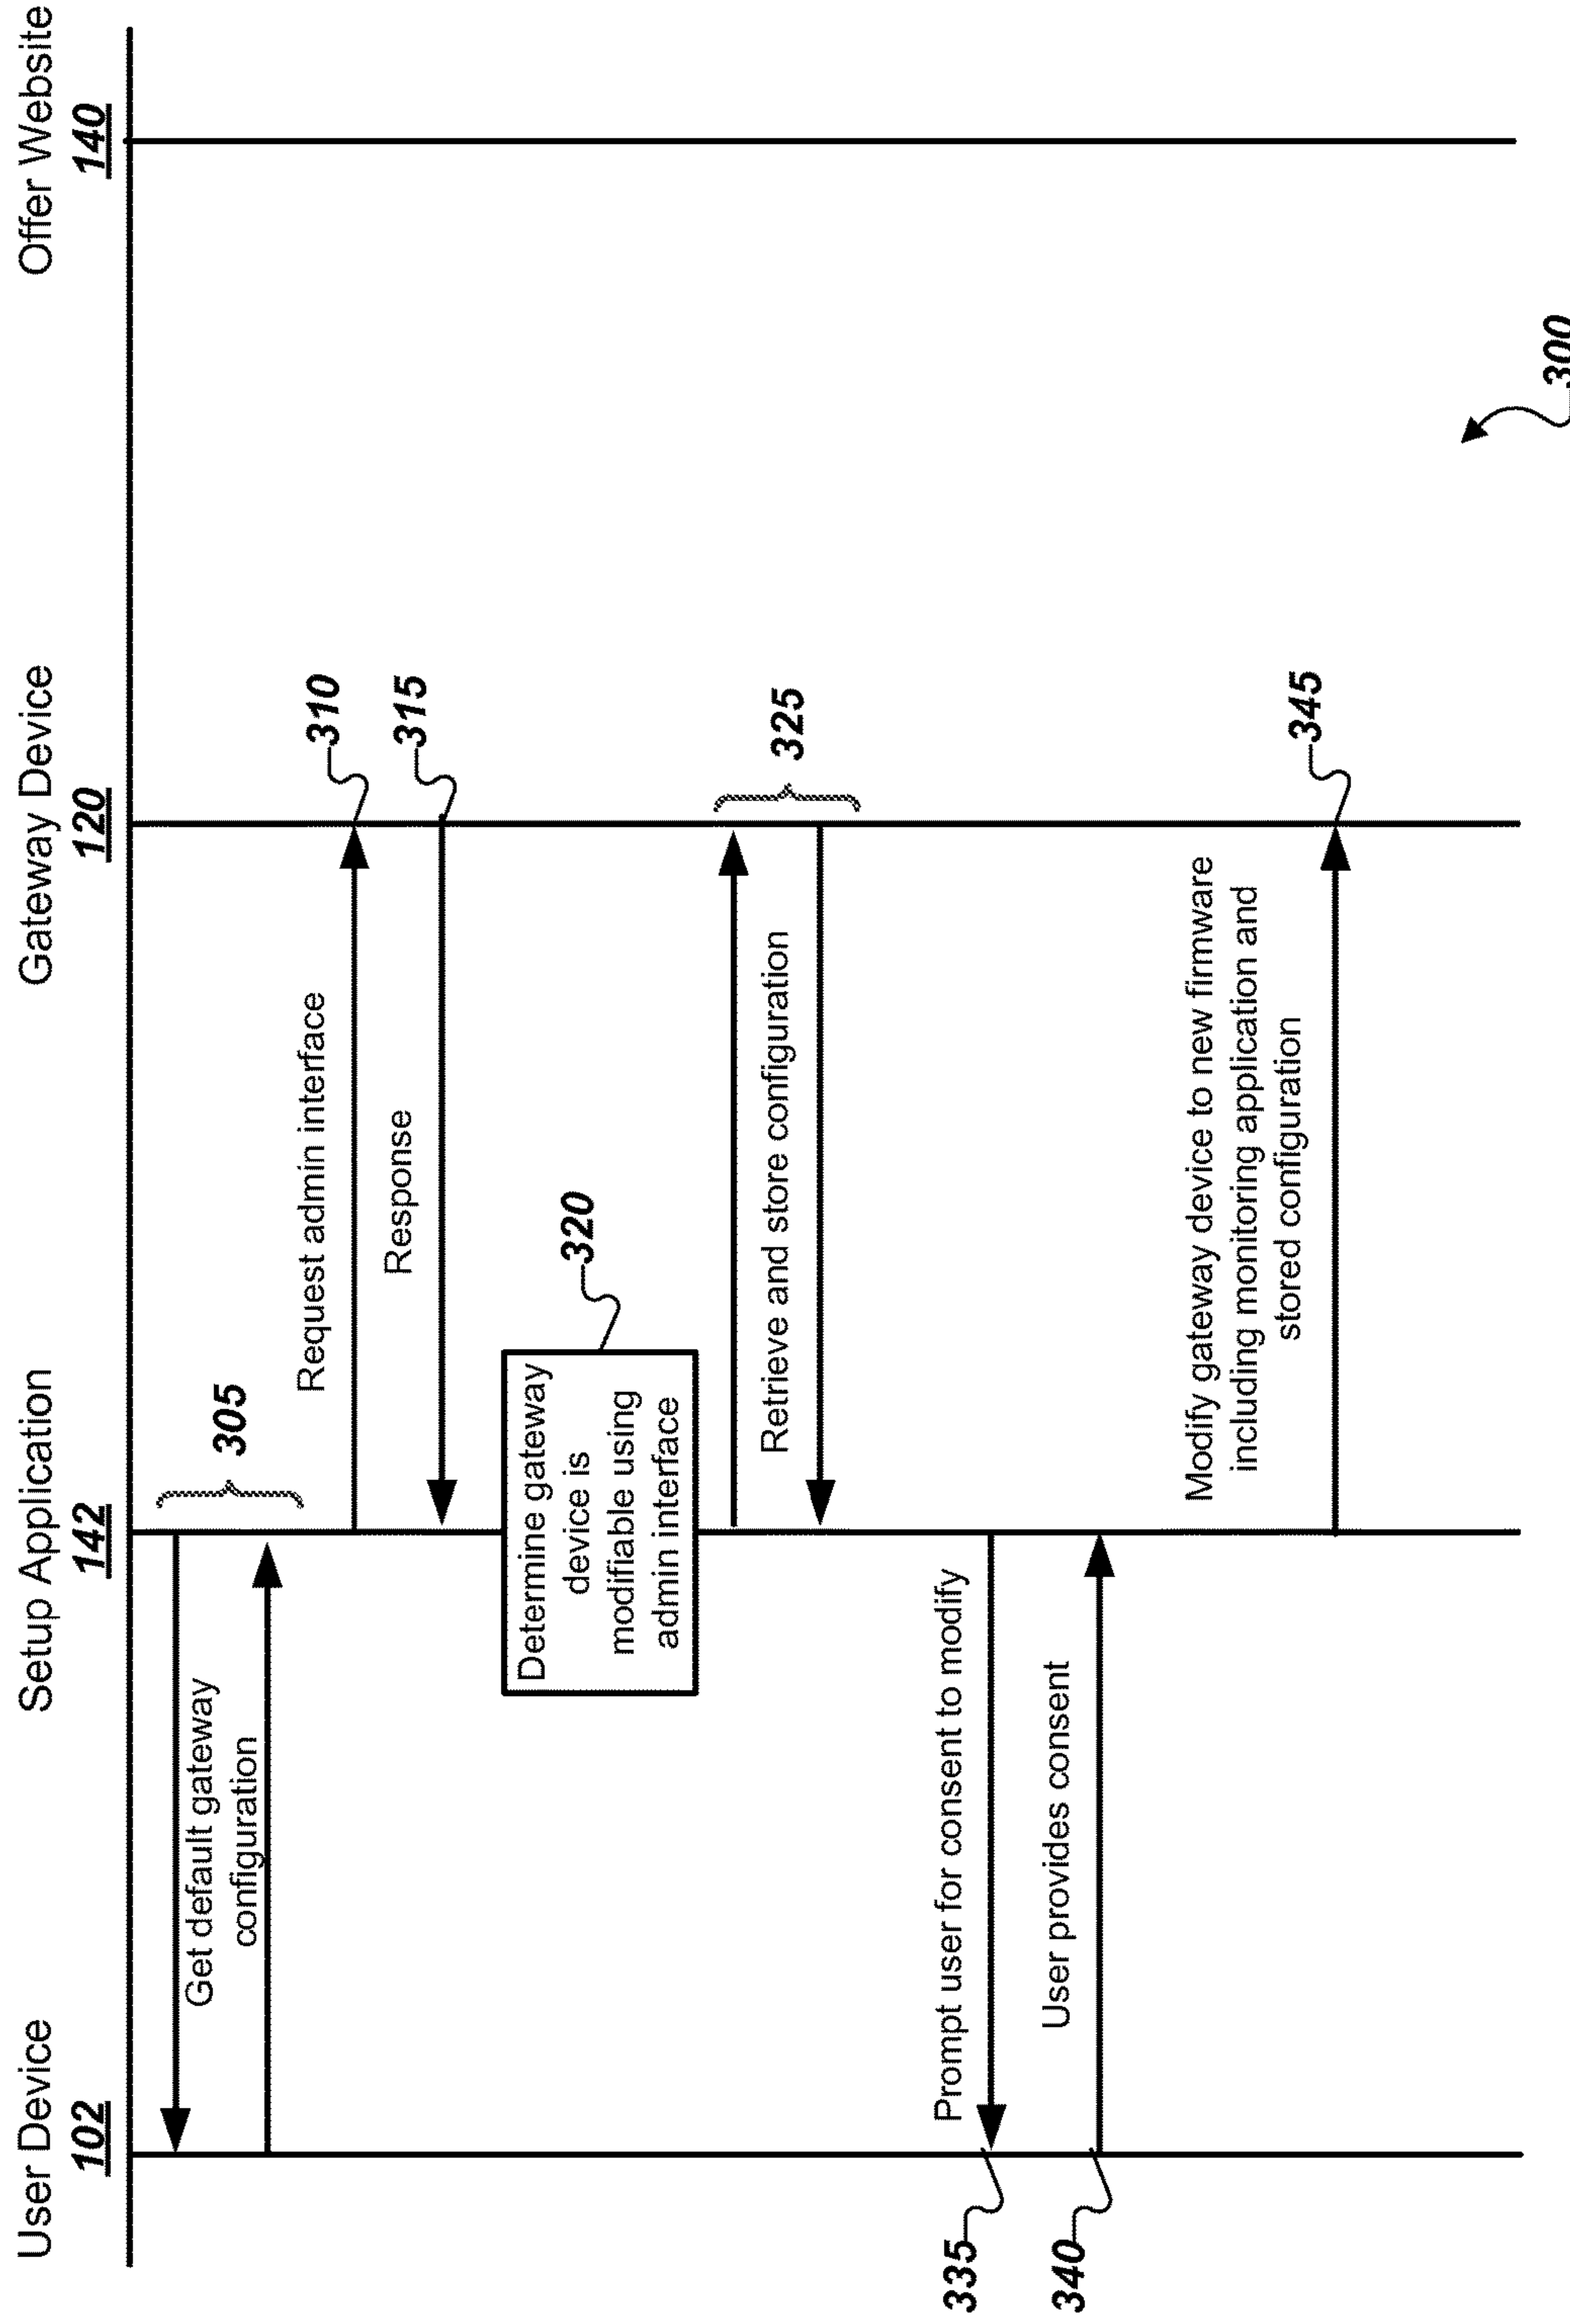 User Device
102
Setup Application
142
Gateway Device
120
Offer Website
140
Get default gateway
configuration
305
Request admin interface
310
Response
315
Determine gateway
device is
modifiable using
admin interface
320
Retrieve and store configuration
325
Prompt user for consent to modify
335
User provides consent
340
Modify gateway device to new firmware
including monitoring application and
stored configuration
345
300